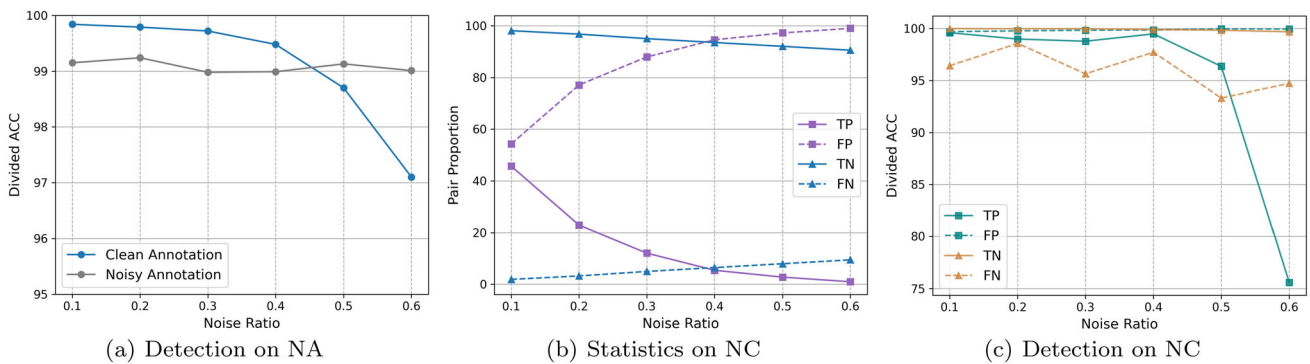 100
99
98
97
96
95
Divided ACC
Clean Annotation
Noisy Annotation
0.1 0.2 0.3 0.4 0.5 0.6
Noise Ratio
(a) Detection on NA
100
80
60
40
20
0
Pair Proportion
TP
FP
TN
FN
0.1 0.2 0.3 0.4 0.5 0.6
Noise Ratio
(b) Statistics on NC
100
95
90
85
80
75
Divided ACC
TP
FP
TN
FN
0.1 0.2 0.3 0.4 0.5 0.6
Noise Ratio
(c) Detection on NC